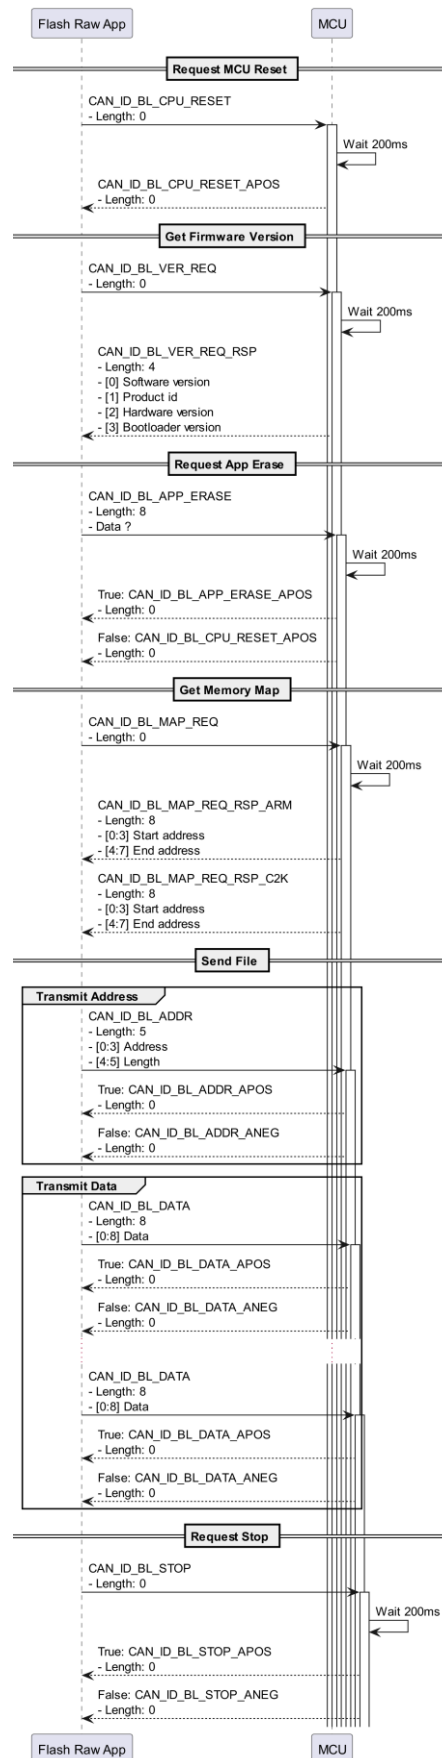 Flash Raw App
MCU
Request MCU Reset
CAN_ID_BL_CPU_RESET
- Length: 0
Wait 200ms
CAN_ID_BL_CPU_RESET_APOS
- Length: 0
Get Firmware Version
CAN_ID_BL_VER_REQ
- Length: 0
Wait 200ms
CAN_ID_BL_VER_REQ_RSP
- Length: 4
- [0] Software version
- [1] Product id
- [2] Hardware version
- [3] Bootloader version
Request App Erase
CAN_ID_BL_APP_ERASE
- Length: 8
- Data ?
Wait 200ms
True: CAN_ID_BL_APP_ERASE_APOS
- Length: 0
False: CAN_ID_BL_CPU_RESET_APOS
- Length: 0
Get Memory Map
CAN_ID_BL_MAP_REQ
- Length: 0
Wait 200ms
CAN_ID_BL_MAP_REQ_RSP_ARM
- Length: 8
- [0:3] Start address
- [4:7] End address
CAN_ID_BL_MAP_REQ_RSP_C2K
- Length: 8
- [0:3] Start address
- [4:7] End address
Send File
Transmit Address
CAN_ID_BL_ADDR
- Length: 5
- [0:3] Address
- [4:5] Length
True: CAN_ID_BL_ADDR_APOS
- Length: 0
False: CAN_ID_BL_ADDR_ANEG
- Length: 0
Transmit Data
CAN_ID_BL_DATA
- Length: 8
- [0:8] Data
True: CAN_ID_BL_DATA_APOS
- Length: 0
False: CAN_ID_BL_DATA_ANEG
- Length: 0
CAN_ID_BL_DATA
- Length: 8
- [0:8] Data
True: CAN_ID_BL_DATA_APOS
- Length: 0
False: CAN_ID_BL_DATA_ANEG
- Length: 0
Request Stop
CAN_ID_BL_STOP
- Length: 0
Wait 200ms
True: CAN_ID_BL_STOP_APOS
- Length: 0
False: CAN_ID_BL_STOP_ANEG
- Length: 0
Flash Raw App
MCU